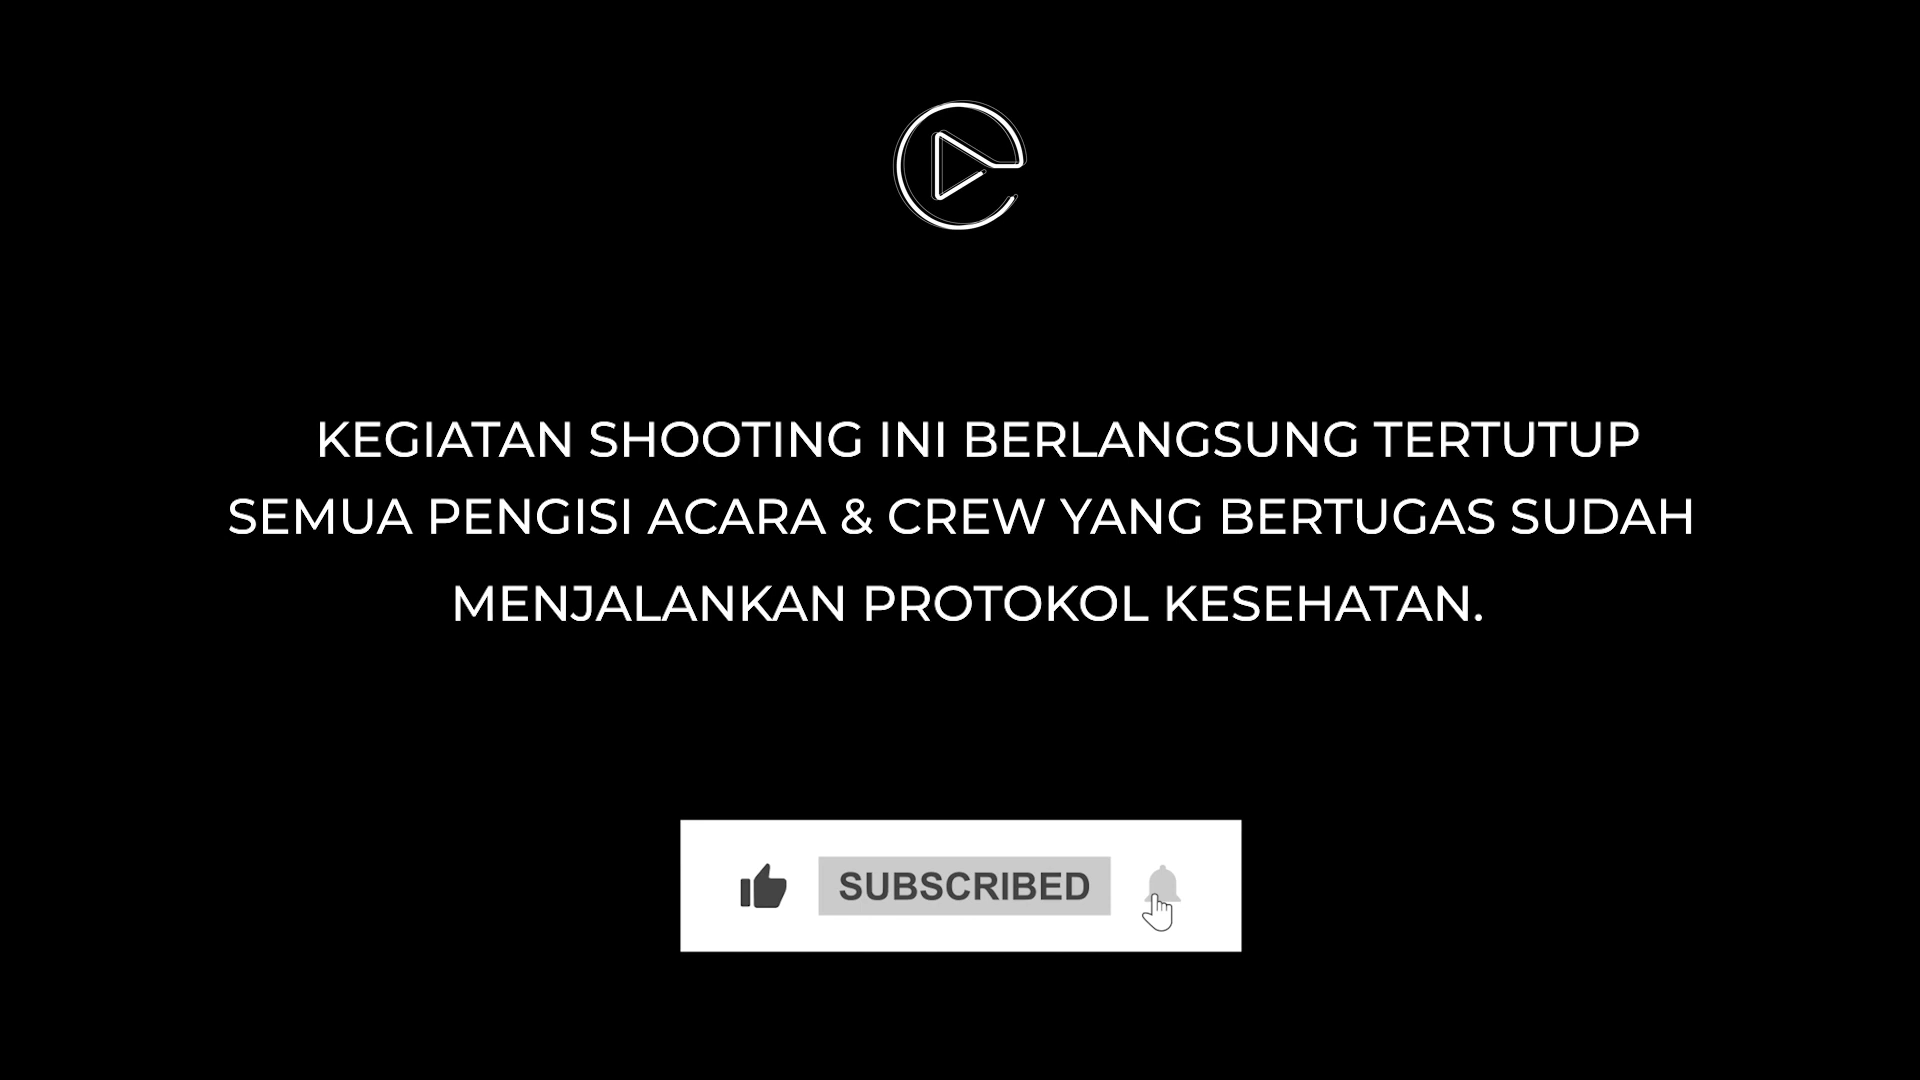 KEGIATAN SHOOTING INI BERLANGSUNG TERTUTUP
SEMUA PENGISI ACARA & CREW YANG BERTUGAS SUDAH
MENJALANKAN PROTOKOL KESEHATAN.
SUBSCRIBED